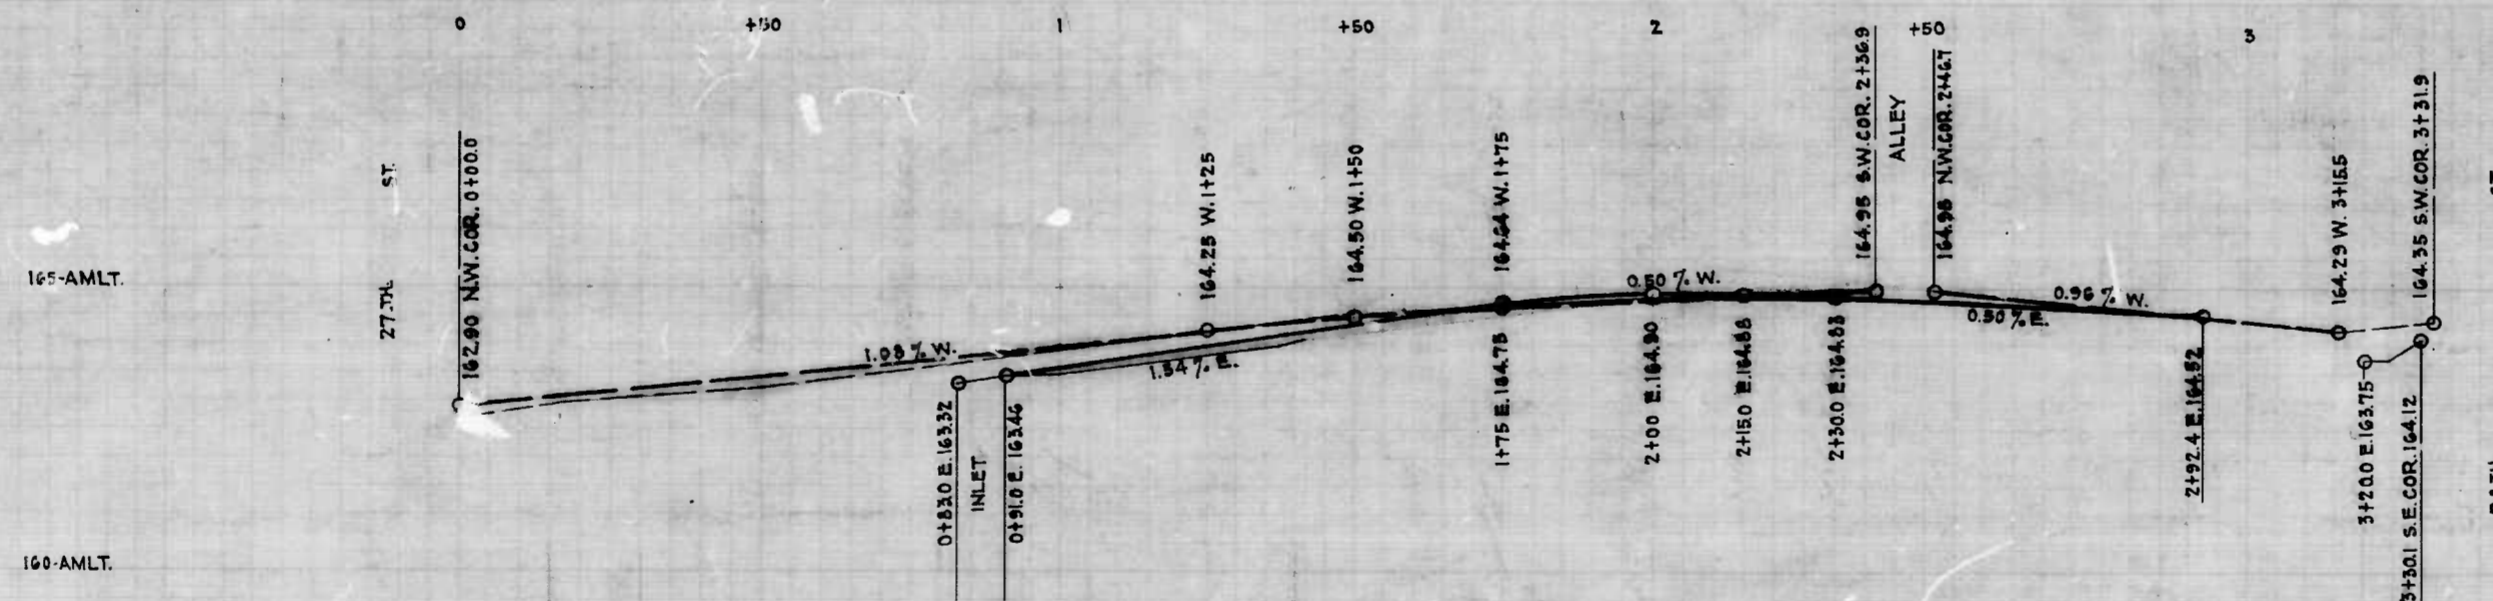 0
+50
1
+50
2
+50
3
165-AMLT.
160-AMLT.
27.TH. ST.
162.90 N.W.COR. 0+00.0
1.08 % W.
0+83.0 E.163.32
INLET
0+91.0 E. 163.46
1.54 % E.
164.25 W.1+25
164.50 W.1+50
164.64 W.1+75
1+75 E.164.75
0.50 % W.
2+00 E.164.90
2+15.0 E.164.88
2+30.0 E.164.83
164.95 S.W.COR. 2+36.9
ALLEY
164.95 N.W.COR. 2+46.7
0.96 % W.
0.50 % E.
2+92.4 E.164.52
164.29 W. 3+15.5
3+20.0 E.163.75
3+30.1 S.E.COR.164.12
164.35 S.W.COR. 3+31.9